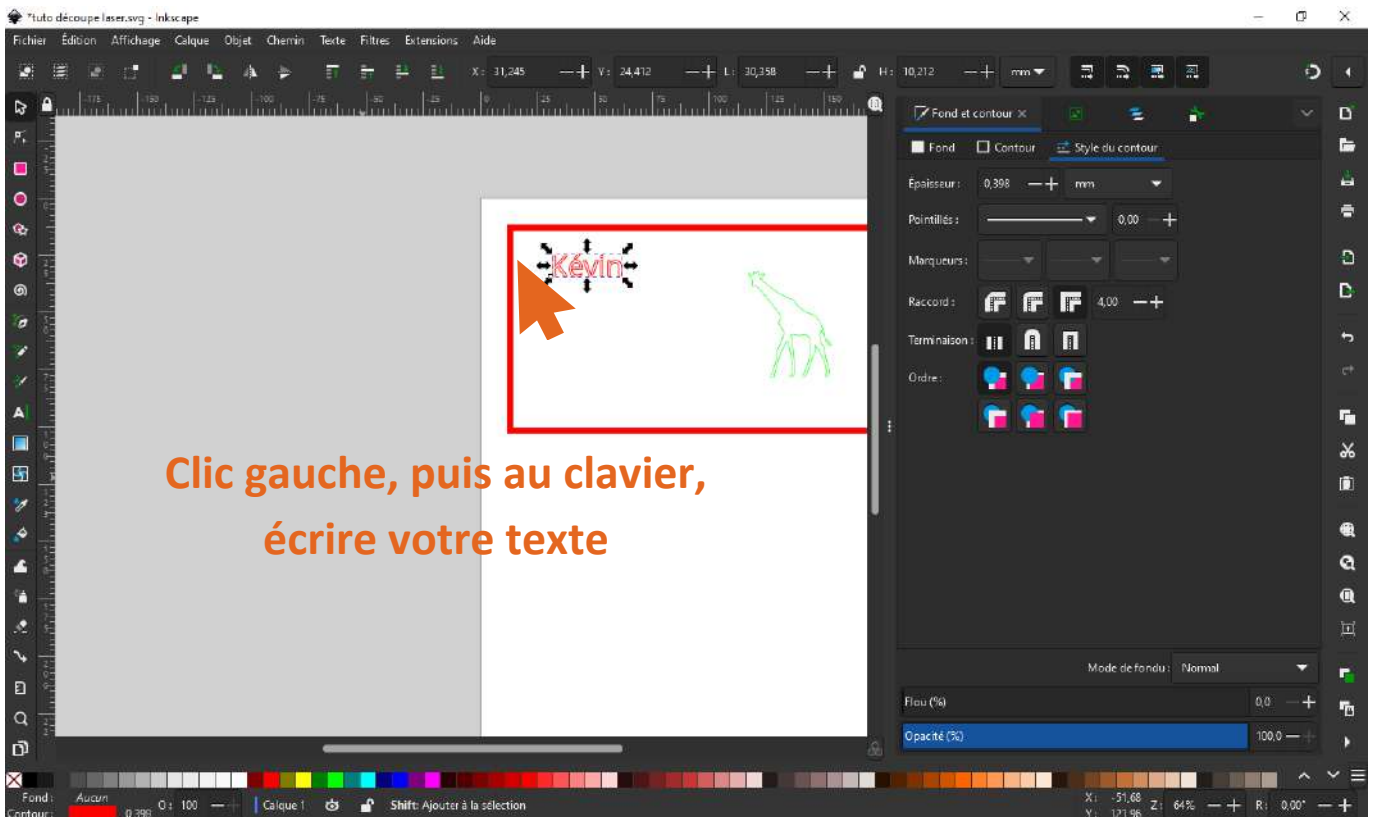 *tuto découpe laser.svg - Inkscape
Fichier Édition Affichage Calque Objet Chemin Texte Filtres Extensions Aide
X: 31,245 Y: 24,412 L: 30,358 H: 10,212 mm
Fond et contour
Fond Contour Style du contour
Épaisseur: 0,398 mm
Pointillés: 0,00
Kévin
Marqueurs:
Raccord: 4,00
Terminaison:
Ordre:
Clic gauche, puis au clavier,
écrire votre texte
Mode de fondu: Normal
Flou (%) 0,0
Opacité (%) 100,0
Fond: Aucun O: 100 Calque 1 Shift: Ajouter à la sélection X: -51,68 Z: 64% R: 0,00°
Contour: 0,398 Y: 121,96